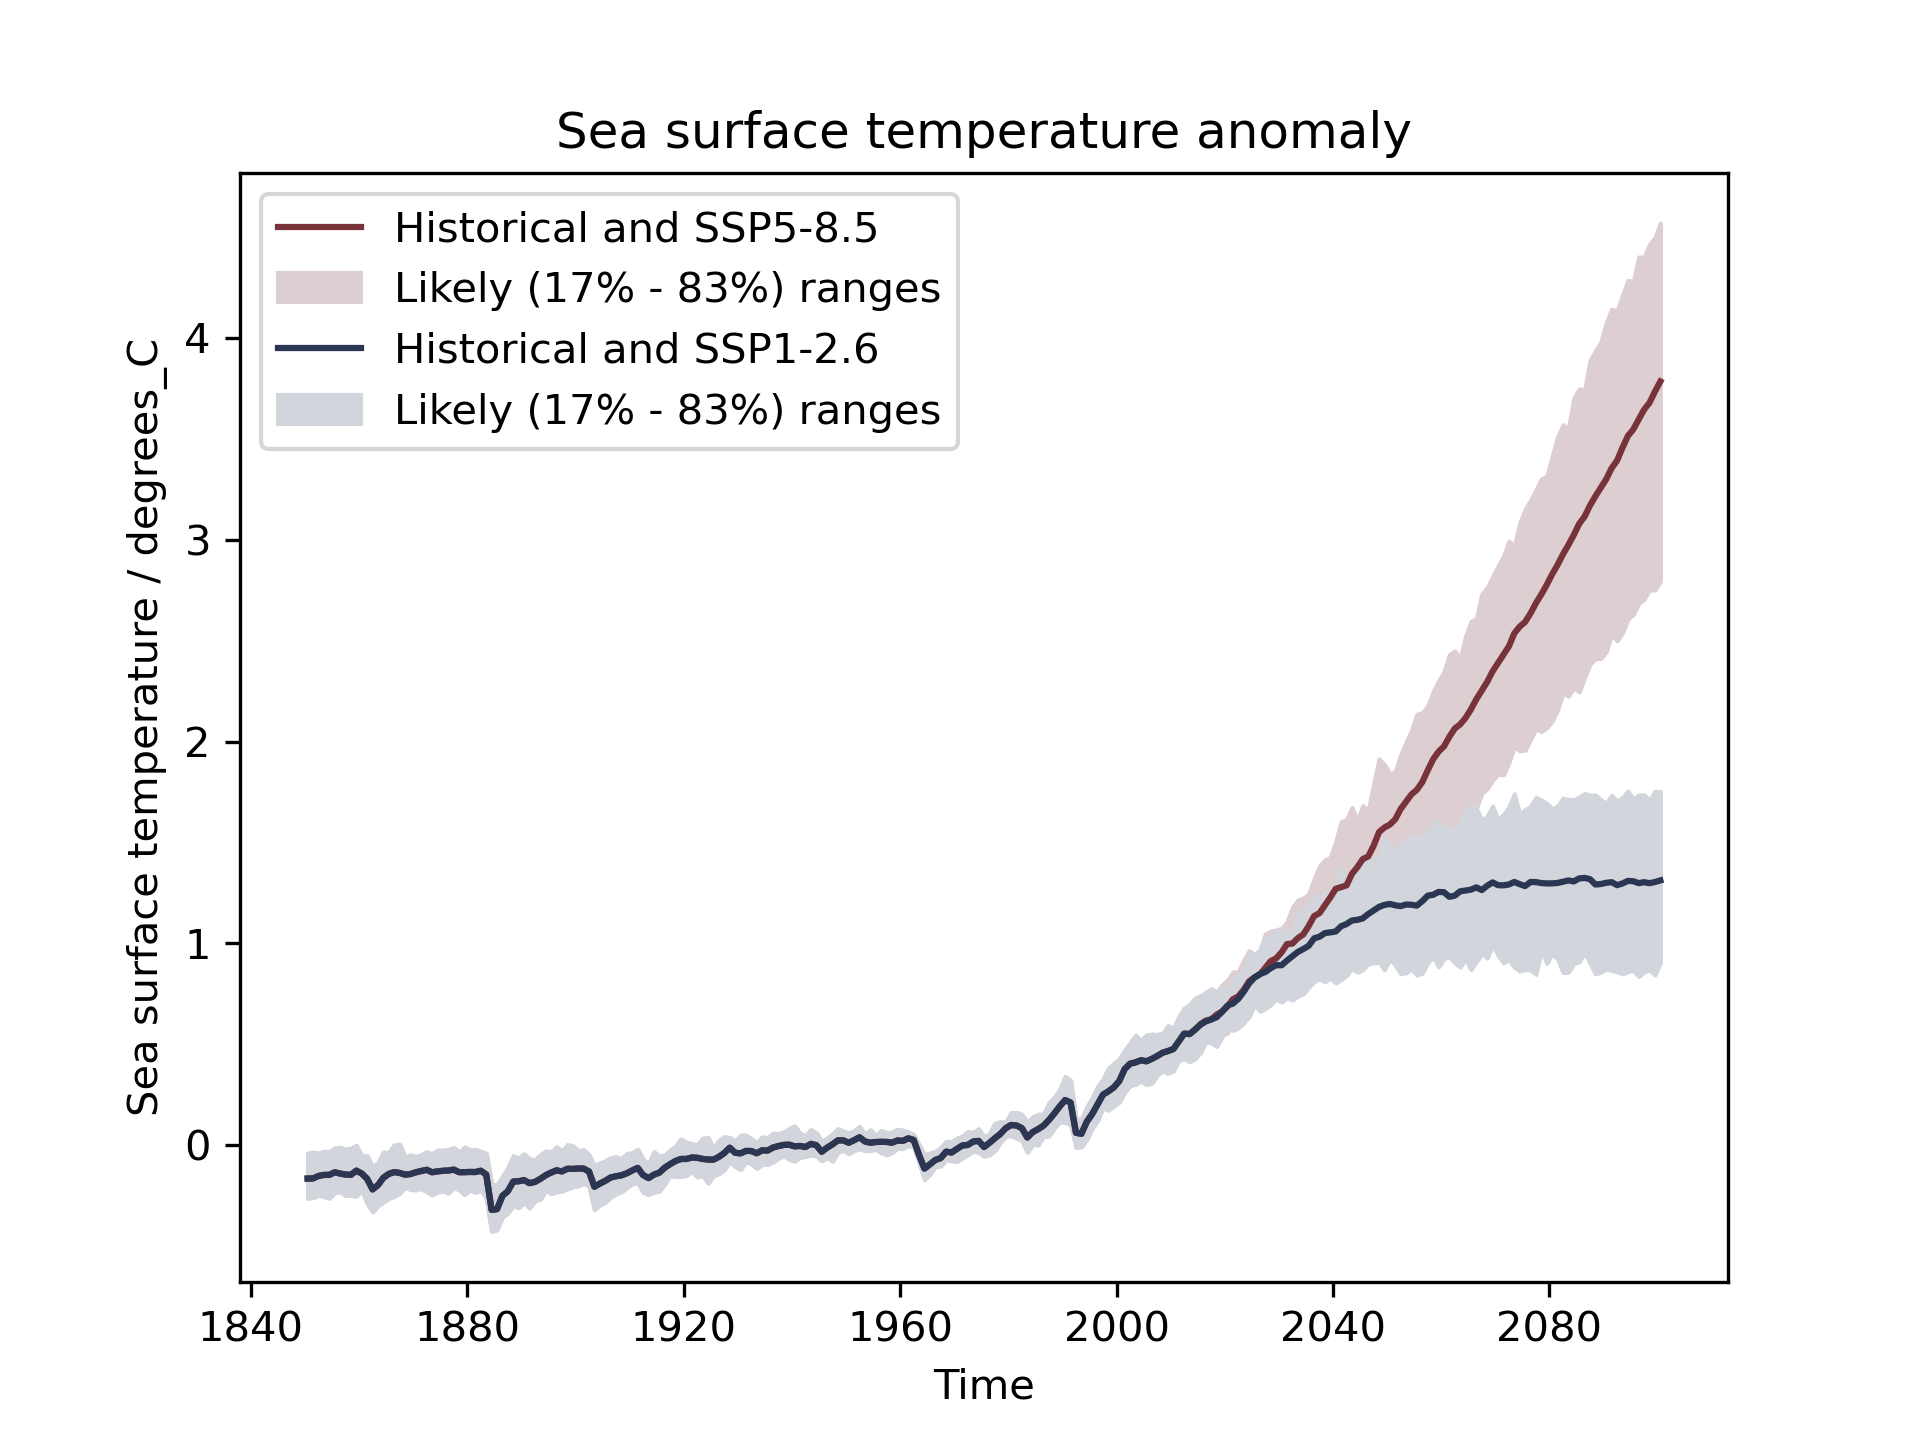 Sea surface temperature anomaly
Historical and SSP5-8.5
Likely (17% - 83%) ranges
Historical and SSP1-2.6
Likely (17% - 83%) ranges
Sea surface temperature / degrees_C
4
3
2
1
0
1840 1880 1920 1960 2000 2040 2080
Time